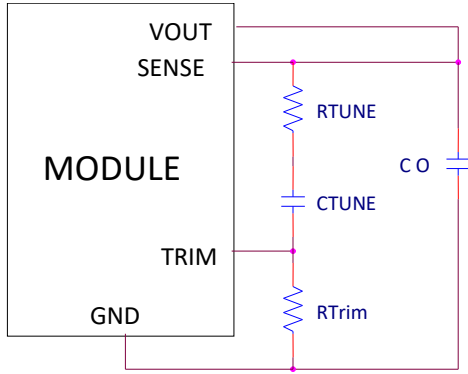 VOUT
SENSE
RTUNE
MODULE
C O
CTUNE
TRIM
GND
RTrim